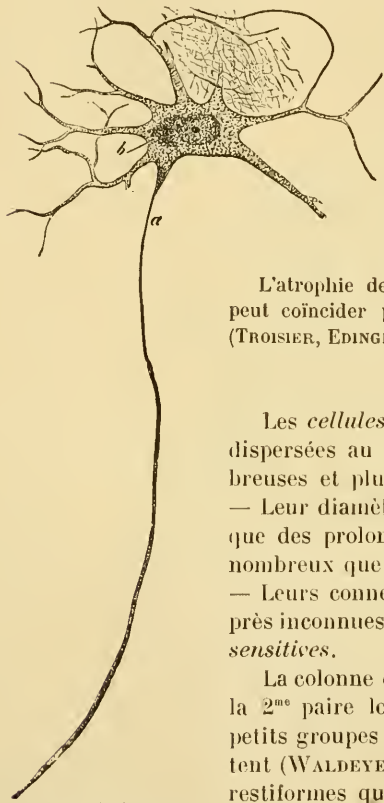 b
a
L'atrophie de
peut coïncider p
(TROISIER, EDING
Les cellules
dispersées au
breuses et plu
— Leur diamèt
que des prolon
nombreux que
— Leurs conne
près inconnues
sensitives.
La colonne
la 2me paire lo
petits groupes
tent (WALDEYE
restiformes qu